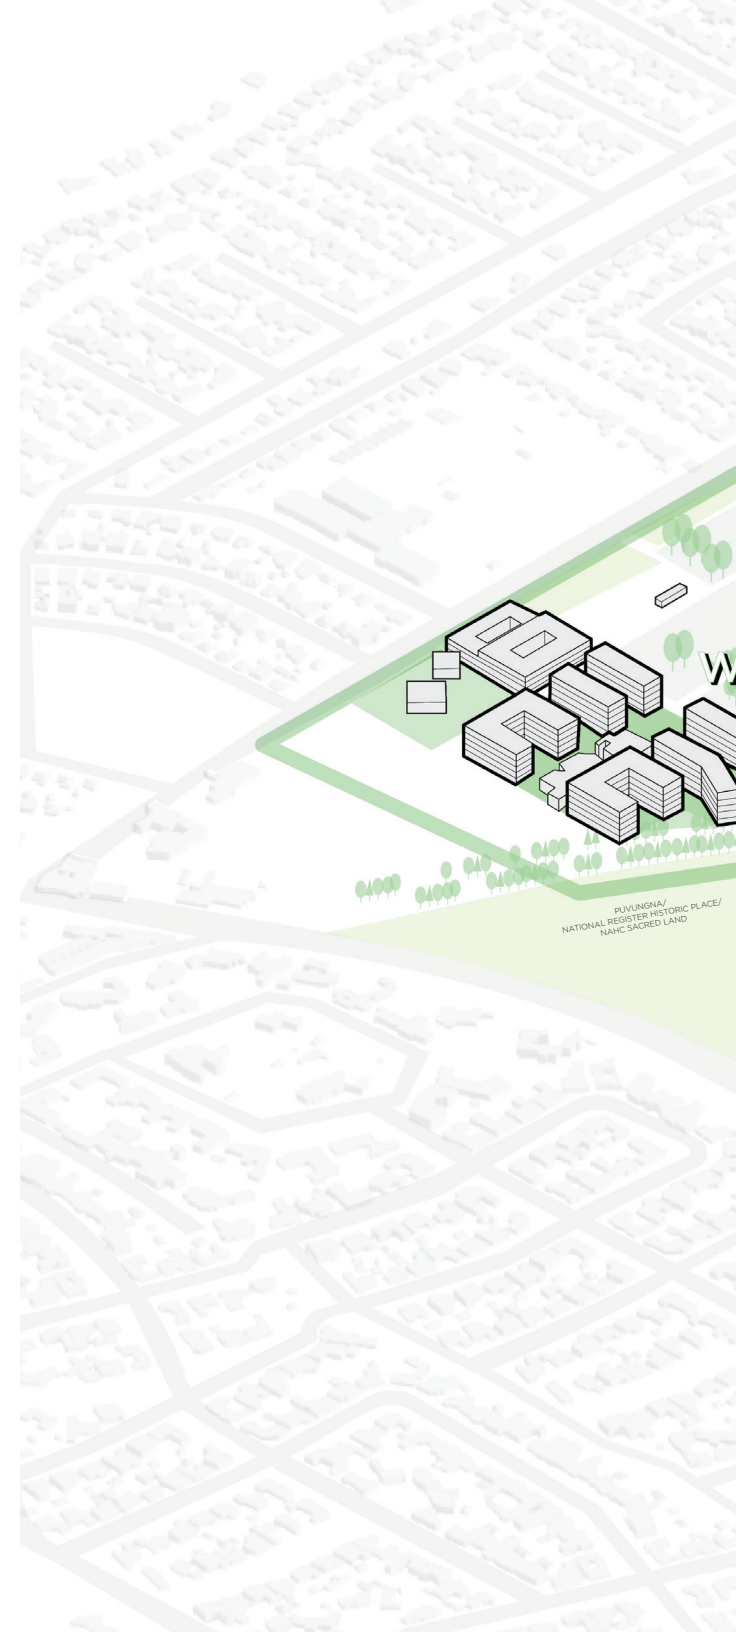 W
PUVUNGNA/
NATIONAL REGISTER HISTORIC PLACE/
NAHC SACRED LAND